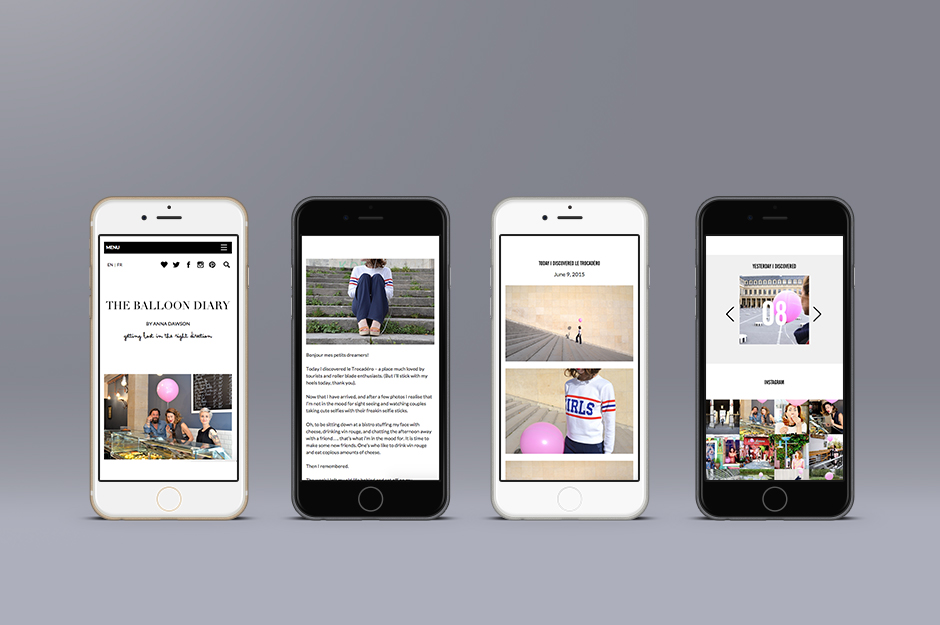 MENU
EN | FR
THE BALLOON DIARY
BY ANNA DAWSON
getting lost in the right direction
Bonjour mes petits dreamers!
Today I discovered le Trocadéro – a place much loved by
tourists and roller blade enthusiasts. (But I'll stick with my
heels today, thank you).
Now that I have arrived, and after a few photos I realise that
I'm not in the mood for sight seeing and watching couples
taking cute selfies with their freakin selfie sticks.
Oh, to be sitting down at a bistro stuffing my face with
cheese, drinking vin rouge, and chatting the afternoon away
with a friend….. that's what i'm in the mood for. It is time to
make some new friends. One's who like to drink vin rouge
and eat copious amounts of cheese.
Then I remembered.
TODAY I DISCOVERED LE TROCADÉRO
June 9, 2015
IRLS
YESTERDAY I DISCOVERED
08
INSTAGRAM